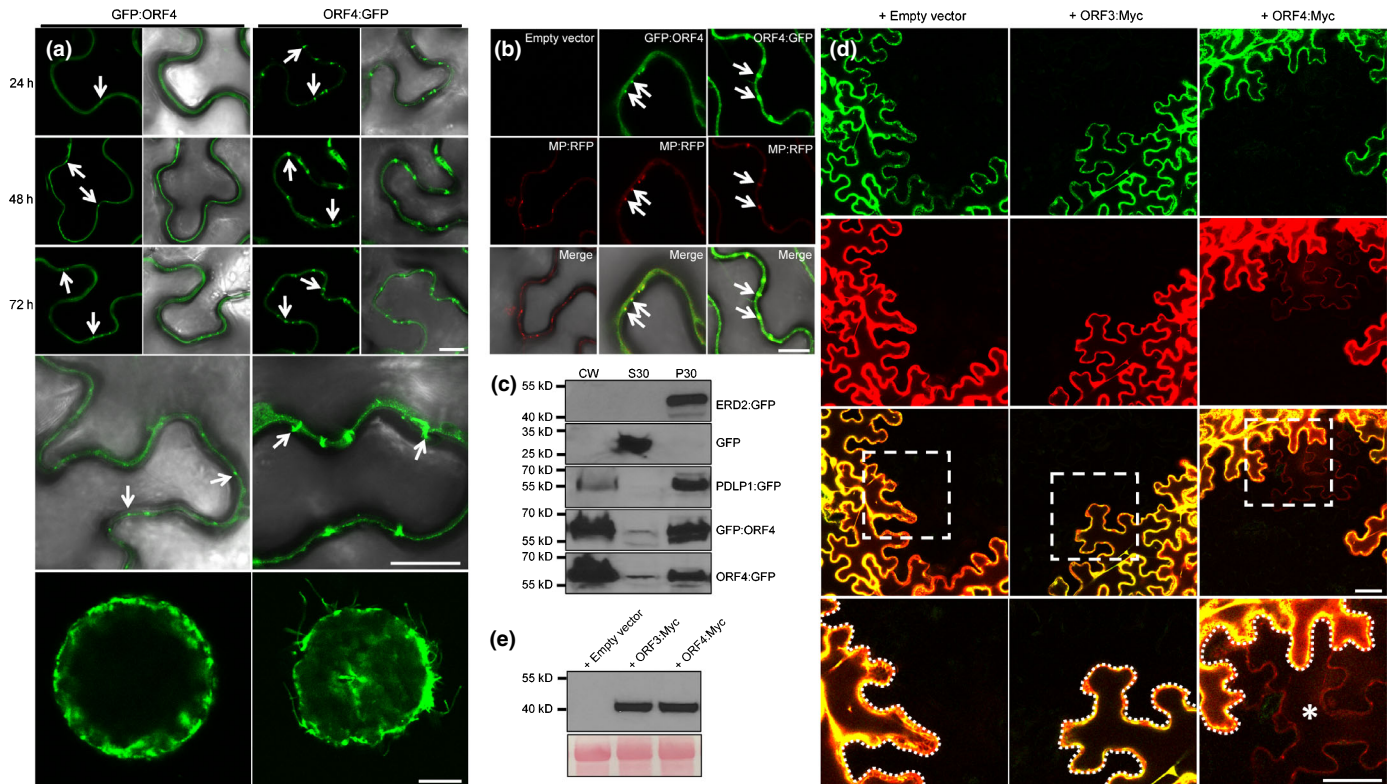 GFP:ORF4 ORF4:GFP
(a)
24 h
48 h
72 h
(b)
Empty vector GFP:ORF4 ORF4:GFP
MP:RFP MP:RFP MP:RFP
Merge Merge Merge
(c)
CW S30 P30
55 kD
40 kD
ERD2:GFP
35 kD
25 kD
GFP
70 kD
55 kD
PDLP1:GFP
70 kD
55 kD
GFP:ORF4
70 kD
55 kD
ORF4:GFP
(e)
+ Empty vector
+ ORF3:Myc
+ ORF4:Myc
55 kD
40 kD
+ Empty vector + ORF3:Myc + ORF4:Myc
(d)
*